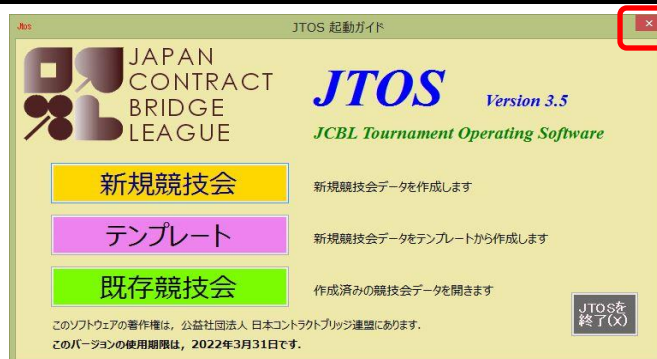 Jtos
JTOS 起動ガイド
×
JAPAN
CONTRACT
BRIDGE
LEAGUE
JTOS Version 3.5
JCBL Tournament Operating Software
新規競技会 新規競技会データを作成します
テンプレート 新規競技会データをテンプレートから作成します
既存競技会 作成済みの競技会データを開きます
JTOSを
終了(X)
このソフトウェアの著作権は，公益社団法人 日本コントラクトブリッジ連盟にあります.
このバージョンの使用期限は，2022年3月31日です.